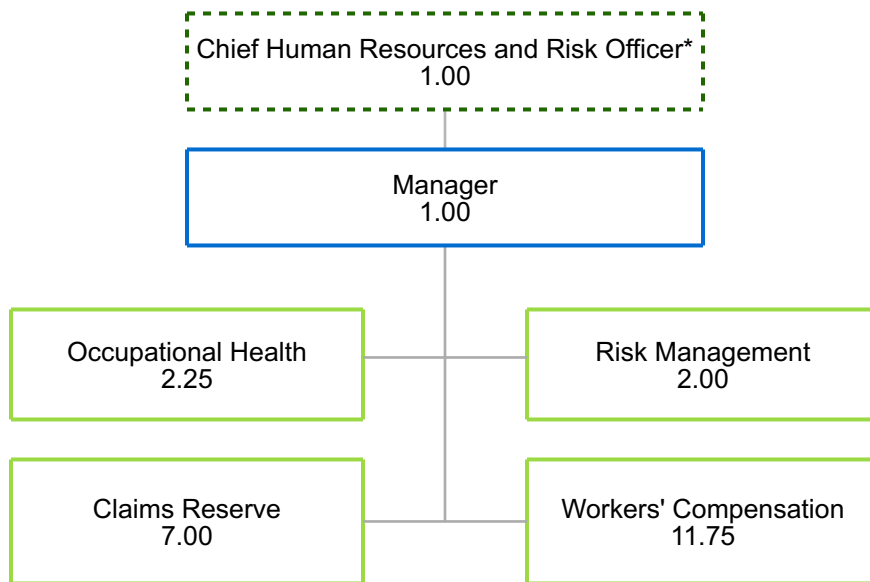 Chief Human Resources and Risk Officer*
1.00
Manager
1.00
Occupational Health
2.25
Risk Management
2.00
Claims Reserve
7.00
Workers' Compensation
11.75